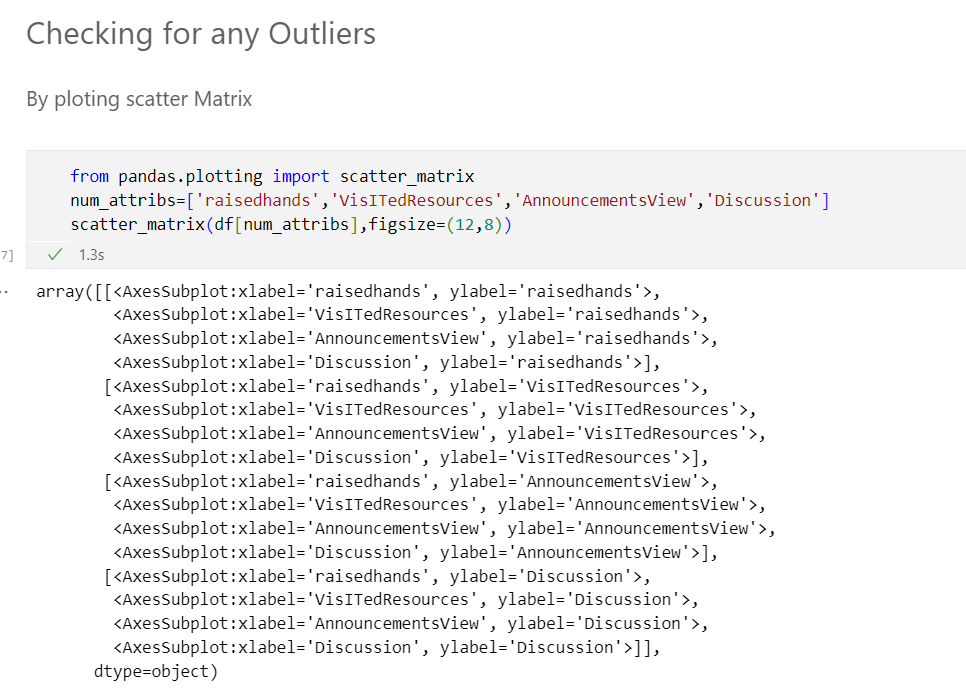 Checking for any Outliers
By ploting scatter Matrix
from pandas.plotting import scatter_matrix
num_attribs=['raisedhands','VisITedResources','AnnouncementsView','Discussion']
scatter_matrix(df[num_attribs],figsize=(12,8))
7]
1.3s
array([[<AxesSubplot:xlabel='raisedhands', ylabel='raisedhands'>,
<AxesSubplot:xlabel='VisITedResources', ylabel='raisedhands'>,
<AxesSubplot:xlabel='AnnouncementsView', ylabel='raisedhands'>,
<AxesSubplot:xlabel='Discussion', ylabel='raisedhands'>],
[<AxesSubplot:xlabel='raisedhands', ylabel='VisITedResources'>,
<AxesSubplot:xlabel='VisITedResources', ylabel='VisITedResources'>,
<AxesSubplot:xlabel='AnnouncementsView', ylabel='VisITedResources'>,
<AxesSubplot:xlabel='Discussion', ylabel='VisITedResources'>],
[<AxesSubplot:xlabel='raisedhands', ylabel='AnnouncementsView'>,
<AxesSubplot:xlabel='VisITedResources', ylabel='AnnouncementsView'>,
<AxesSubplot:xlabel='AnnouncementsView', ylabel='AnnouncementsView'>,
<AxesSubplot:xlabel='Discussion', ylabel='AnnouncementsView'>],
[<AxesSubplot:xlabel='raisedhands', ylabel='Discussion'>,
<AxesSubplot:xlabel='VisITedResources', ylabel='Discussion'>,
<AxesSubplot:xlabel='AnnouncementsView', ylabel='Discussion'>,
<AxesSubplot:xlabel='Discussion', ylabel='Discussion'>]],
dtype=object)